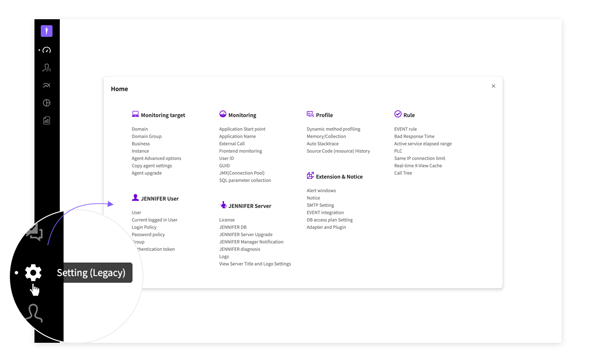 Home
Monitoring target
Domain
Domain Group
Business
Instance
Agent Advanced options
Copy agent settings
Agent upgrade
Monitoring
Application Start point
Application Name
External Call
Frontend monitoring
User ID
GUID
JMX(Connection Pool)
SQL parameter collection
Profile
Dynamic method profiling
Memory/Collection
Auto Stacktrace
Source Code (resource) History
Rule
EVENT rule
Bad Response Time
Active service elapsed range
PLC
Same IP connection limit
Real-time X-View Cache
Call Tree
Extension & Notice
Alert windows
Notice
SMTP Setting
EVENT integration
DB access plan Setting
Adapter and Plugin
JENNIFER User
User
Current logged in User
Login Policy
Password policy
Group
uthentication token
JENNIFER Server
License
JENNIFER DB
JENNIFER Server Upgrade
JENNIFER Manager Notification
JENNIFER diagnosis
Logs
View Server Title and Logo Settings
Setting (Legacy)